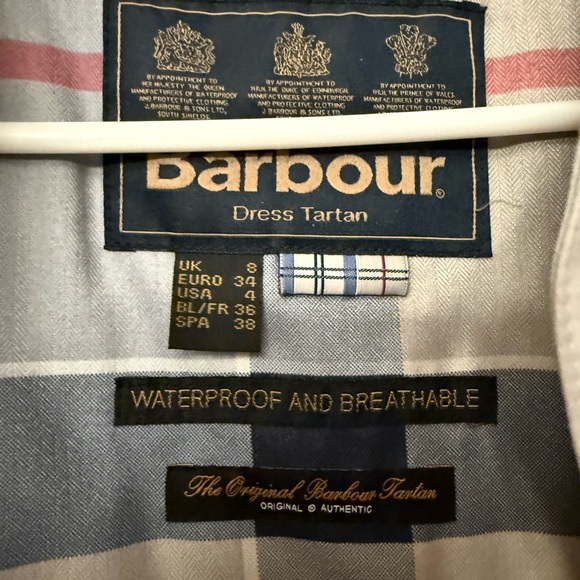 BY APPOINTMENT TO
HER MAJESTY THE QUEEN
MANUFACTURERS OF WATERPROOF
AND PROTECTIVE CLOTHING
J. BARBOUR & SONS LTD.
SOUTH SHIELDS
BY APPOINTMENT TO
H.R.H. THE DUKE OF EDINBURGH
MANUFACTURERS OF WATERPROOF
AND PROTECTIVE CLOTHING
J. BARBOUR & SONS LTD.
BY APPOINTMENT TO
H.R.H. THE PRINCE OF WALES
MANUFACTURERS OF WATERPROOF
AND PROTECTIVE CLOTHING
J. BARBOUR & SONS LTD.
Barbour®
Dress Tartan
UK 8
EURO 34
USA 4
BL/FR 36
SPA 38
WATERPROOF AND BREATHABLE
The Original Barbour Tartan
ORIGINAL © AUTHENTIC